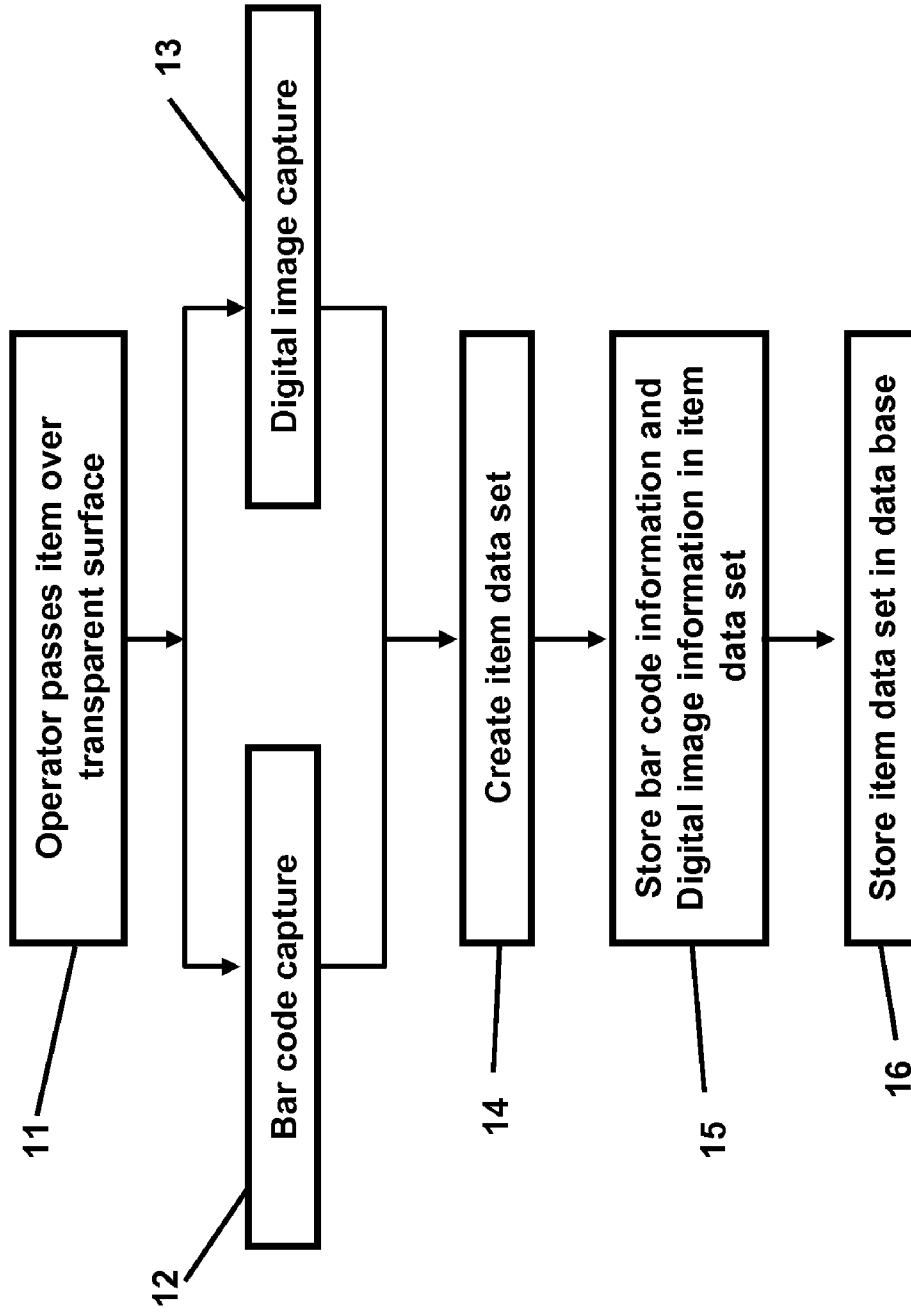 11
Operator passes item over
transparent surface
12
Bar code capture
13
Digital image capture
14
Create item data set
15
Store bar code information and
Digital image information in item
data set
16
Store item data set in data base